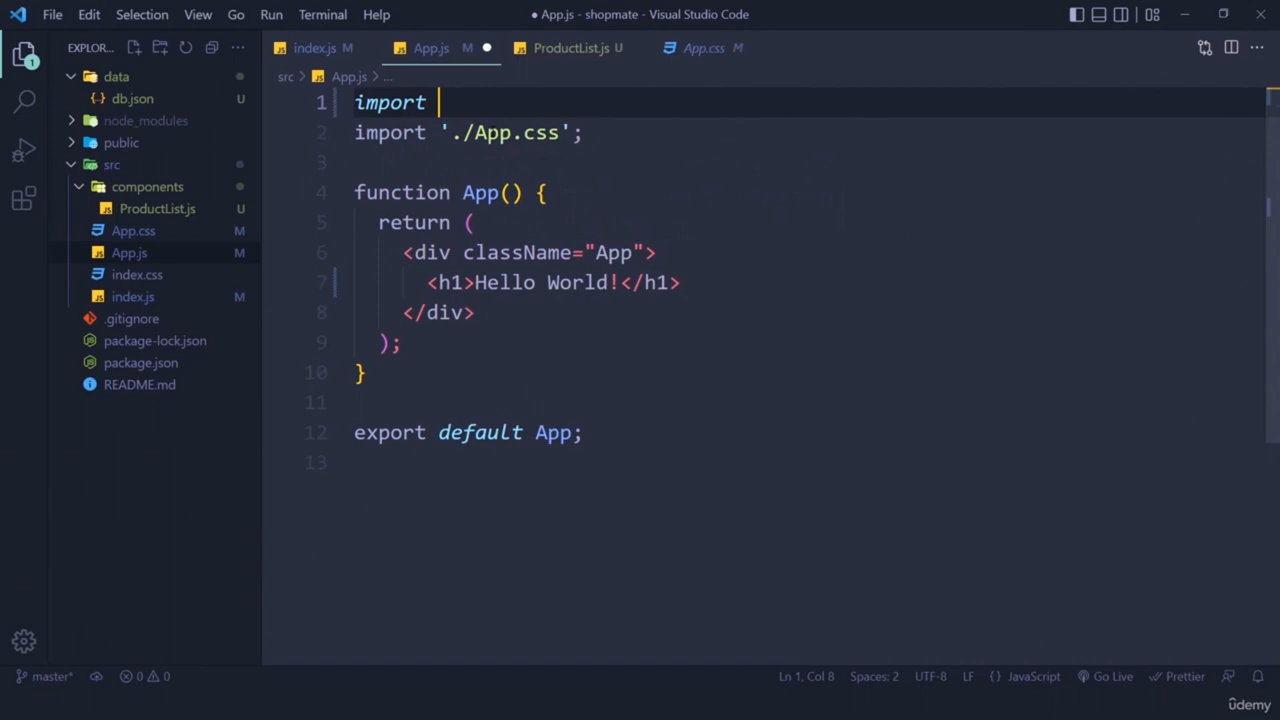 File Edit Selection View Go Run Terminal Help
● App.js - shopmate - Visual Studio Code
EXPLOR... ...
index.js M
App.js M
ProductList.js U
App.css M
...
src > App.js > ...
1
data
db.json U
node_modules
public
src
components
ProductList.js U
App.css M
App.js M
index.css M
index.js M
.gitignore
package-lock.json
package.json
README.md
1 import
2 import './App.css';
3
4 function App() {
5 return (
6 <div className="App">
7 <h1>Hello World!</h1>
8 </div>
9 );
10 }
11
12 export default App;
13
master* 0 0 Ln 1, Col 8 Spaces: 2 UTF-8 LF {} JavaScript Go Live Prettier
ûdemy